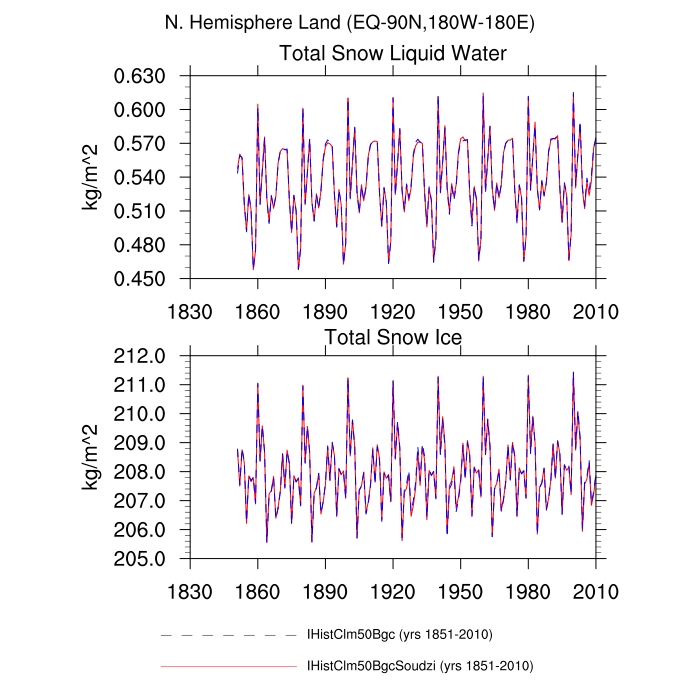 N. Hemisphere Land (EQ-90N,180W-180E)
Total Snow Liquid Water
0.630
0.600
0.570
0.540
0.510
0.480
0.450
kg/m^2
1830 1860 1890 1920 1950 1980 2010
Total Snow Ice
212.0
211.0
210.0
209.0
208.0
207.0
206.0
205.0
kg/m^2
1830 1860 1890 1920 1950 1980 2010
IHistClm50Bgc (yrs 1851-2010)
IHistClm50BgcSoudzi (yrs 1851-2010)